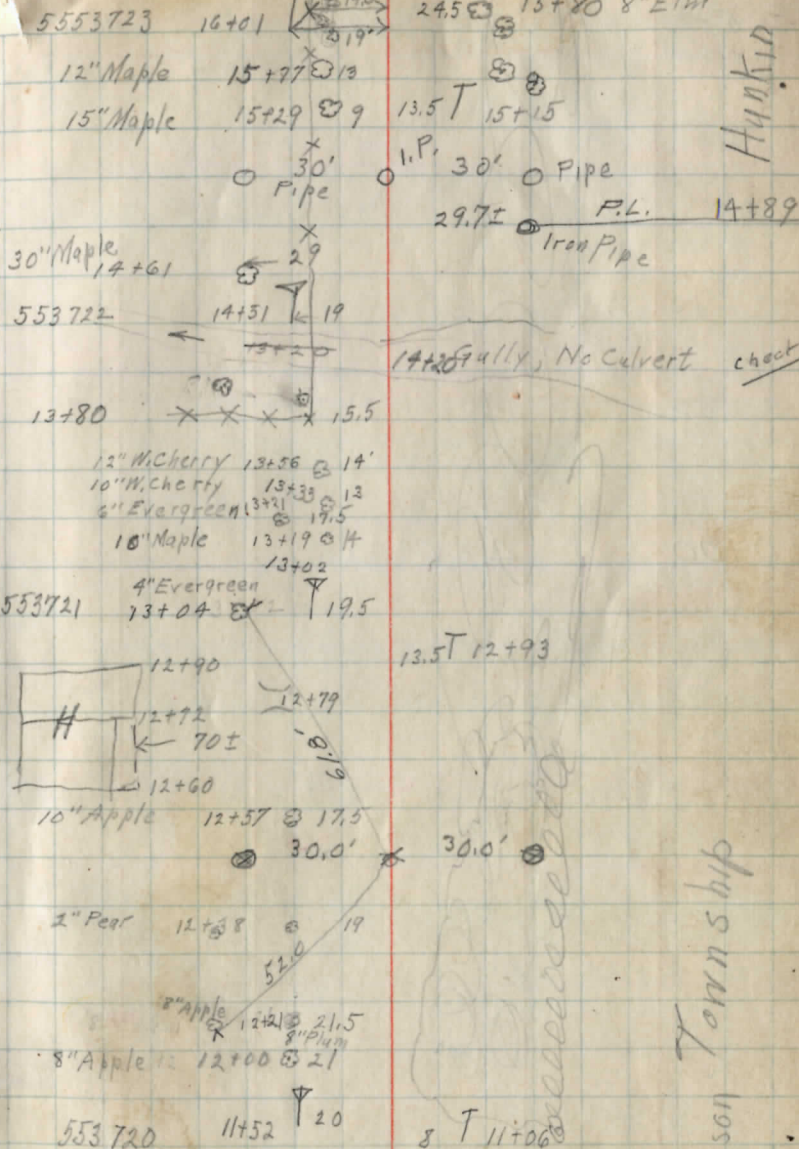 24.5 13+80 8" Elm
5553723 16+01 19'
12" Maple 15+77 13
15" Maple 15+29 9 13.5 T 15+15
Hunkin
30' Pipe I.P. 30' Pipe
29.7± P.L. 14+89
Iron Pipe
30" Maple 14+61 29
553722 14+31 19
13+20
14+20 Gully, No Culvert check
13+80 15.5
12" W.Cherry 13+56 14'
10" W.Cherry 13+33 13
6" Evergreen 13+21 17.5
10" Maple 13+19 14
13+02
4" Evergreen
553721 13+04 19.5
13.5 T 12+93
12+90
12+79
12+72
H
70±
61.8'
12+60
10" Apple 12+57 17.5
30.0' 30.0'
2" Pear 12+38 19
52.0
8" Apple
12+21 21.5
8" Plum
8" Apple 12+00 21
son Township
553720 11+52 20 8 T 11+06